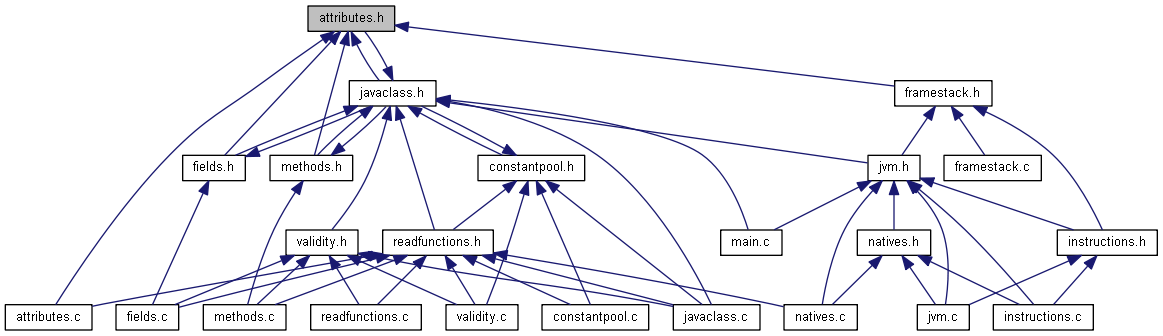 attributes.h
javaclass.h
framestack.h
fields.h
methods.h
constantpool.h
jvm.h
framestack.c
validity.h
readfunctions.h
main.c
natives.h
instructions.h
attributes.c
fields.c
methods.c
readfunctions.c
validity.c
constantpool.c
javaclass.c
natives.c
jvm.c
instructions.c